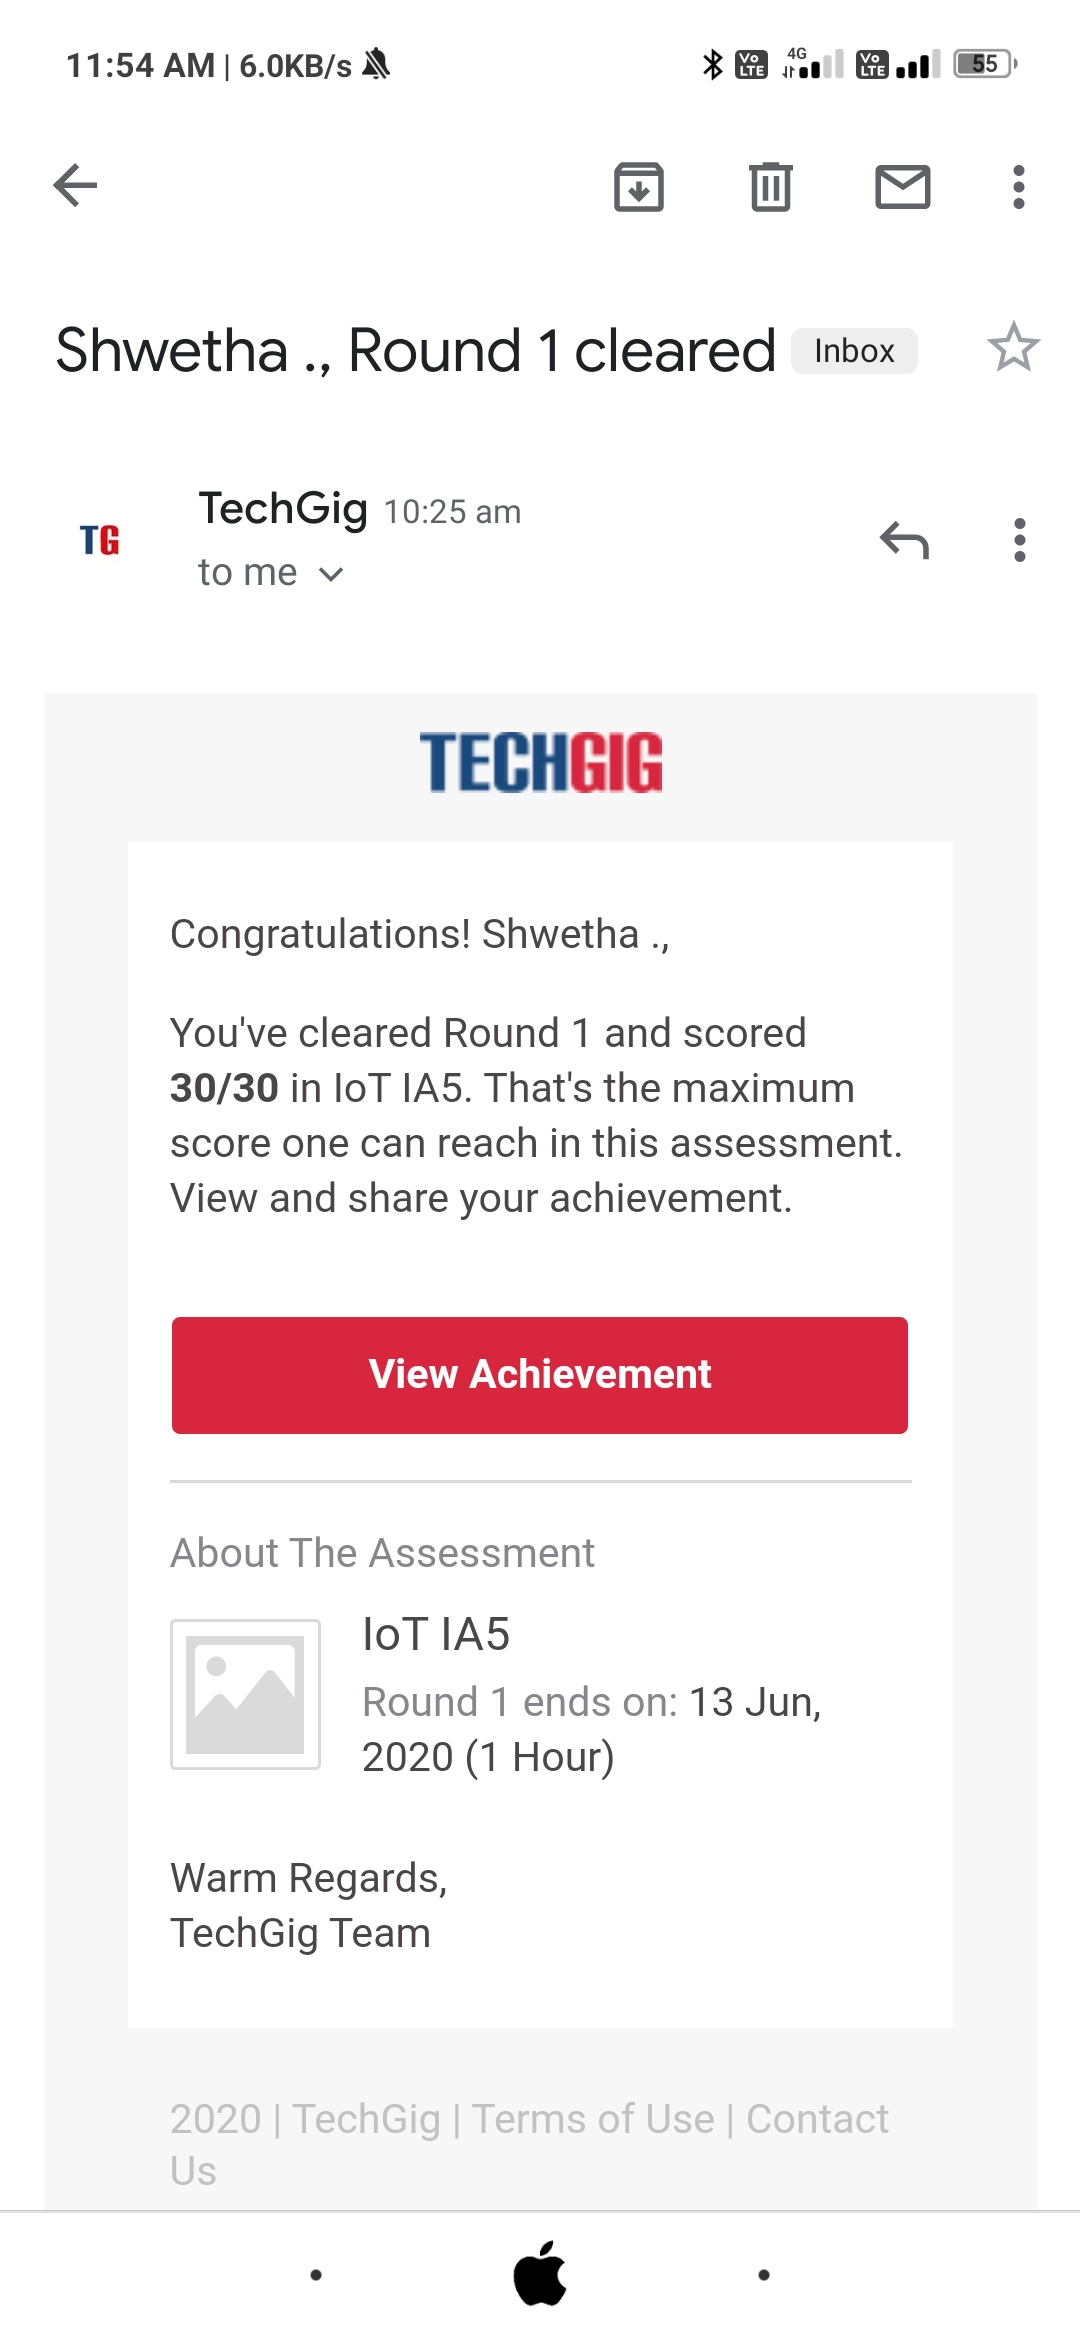 11:54 AM | 6.0KB/s Vo LTE 4G Vo LTE 55
Shwetha ., Round 1 cleared Inbox
TechGig 10:25 am
TG
to me
TECHGIG
Congratulations! Shwetha .,
You've cleared Round 1 and scored
30/30 in IoT IA5. That's the maximum
score one can reach in this assessment.
View and share your achievement.
View Achievement
About The Assessment
IoT IA5
Round 1 ends on: 13 Jun,
2020 (1 Hour)
Warm Regards,
TechGig Team
2020 | TechGig | Terms of Use | Contact
Us